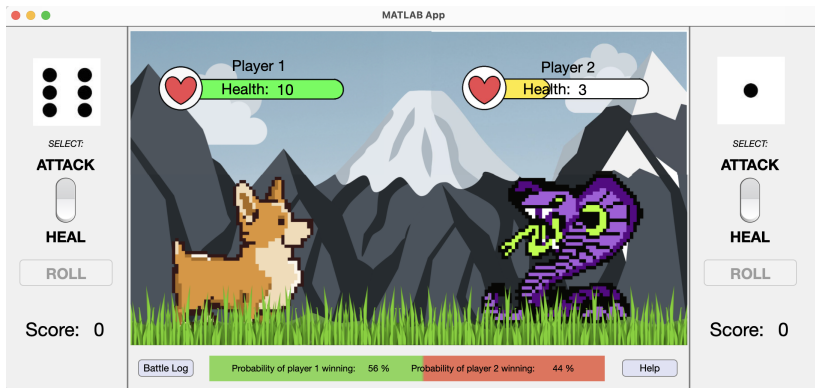 MATLAB App
SELECT:
ATTACK
HEAL
ROLL
Score: 0
Player 1
Health: 10
Player 2
Health: 3
SELECT:
ATTACK
HEAL
ROLL
Score: 0
Battle Log
Probability of player 1 winning: 56 %
Probability of player 2 winning: 44 %
Help